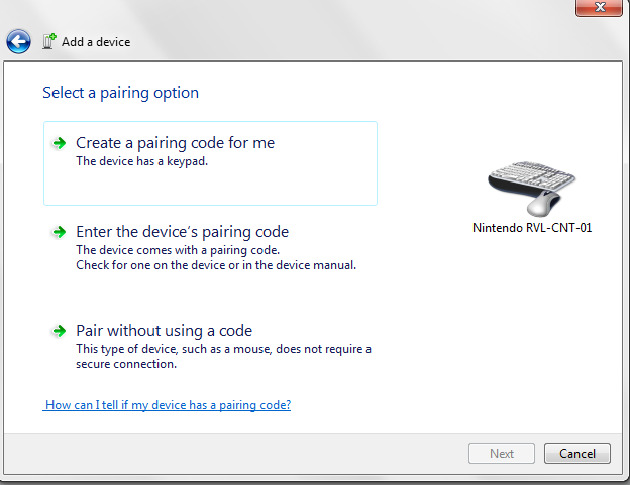 Add a device
Select a pairing option
Create a pairing code for me
The device has a keypad.
Nintendo RVL-CNT-01
Enter the device's pairing code
The device comes with a pairing code.
Check for one on the device or in the device manual.
Pair without using a code
This type of device, such as a mouse, does not require a
secure connection.
How can I tell if my device has a pairing code?
Next
Cancel